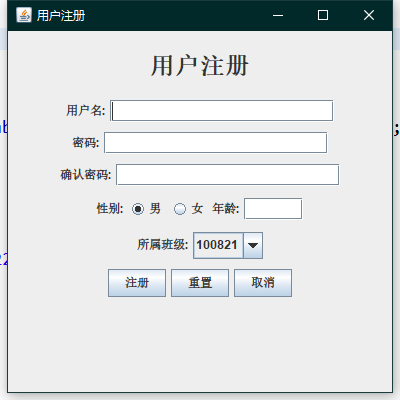 用户注册
用户注册
用户名:
密码:
确认密码:
性别: 男 女 年龄:
所属班级: 100821
注册 重置 取消